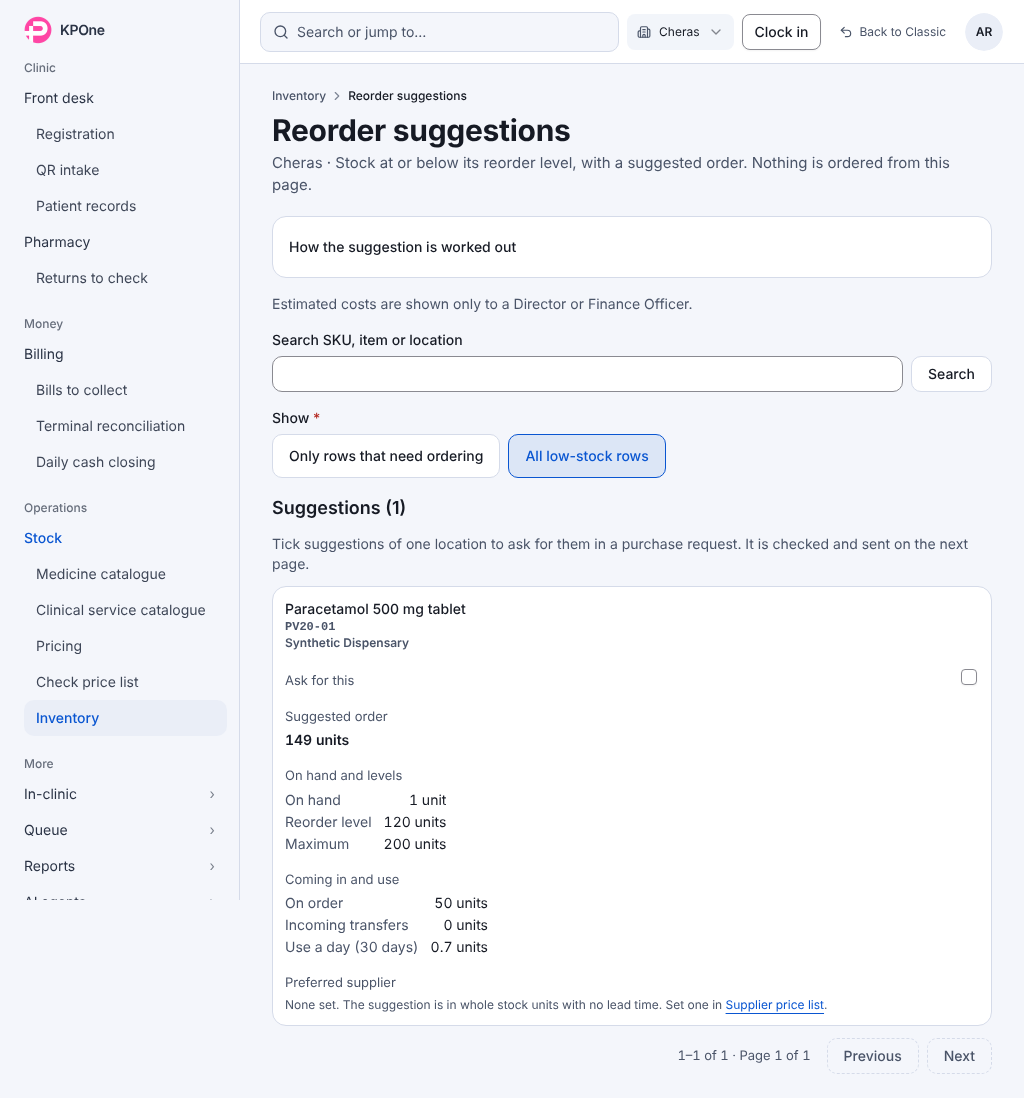 KPOne
Search or jump to...
Cheras
Clock in
Back to Classic
AR
Clinic
Front desk
Registration
QR intake
Patient records
Pharmacy
Returns to check
Money
Billing
Bills to collect
Terminal reconciliation
Daily cash closing
Operations
Stock
Medicine catalogue
Clinical service catalogue
Pricing
Check price list
Inventory
More
In-clinic
Queue
Reports
AI agents
Inventory > Reorder suggestions
Reorder suggestions
Cheras · Stock at or below its reorder level, with a suggested order. Nothing is ordered from this
page.
How the suggestion is worked out
Estimated costs are shown only to a Director or Finance Officer.
Search SKU, item or location
Search
Show *
Only rows that need ordering
All low-stock rows
Suggestions (1)
Tick suggestions of one location to ask for them in a purchase request. It is checked and sent on the next
page.
Paracetamol 500 mg tablet
PV20-01
Synthetic Dispensary
Ask for this
Suggested order
149 units
On hand and levels
On hand 1 unit
Reorder level 120 units
Maximum 200 units
Coming in and use
On order 50 units
Incoming transfers 0 units
Use a day (30 days) 0.7 units
Preferred supplier
None set. The suggestion is in whole stock units with no lead time. Set one in Supplier price list.
1–1 of 1 · Page 1 of 1
Previous
Next